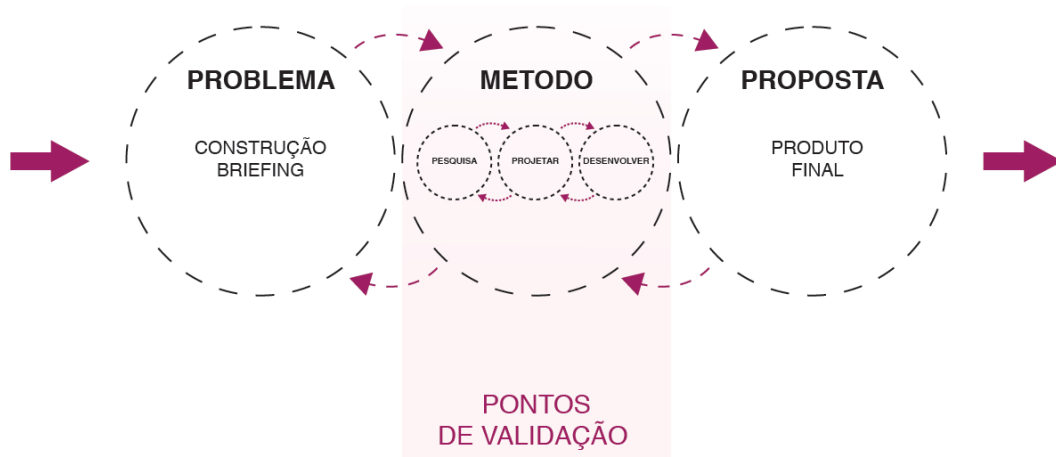 PROBLEMA
CONSTRUÇÃO
BRIEFING
METODO
PESQUISA
PROJETAR
DESENVOLVER
PROPOSTA
PRODUTO
FINAL
PONTOS
DE VALIDAÇÃO